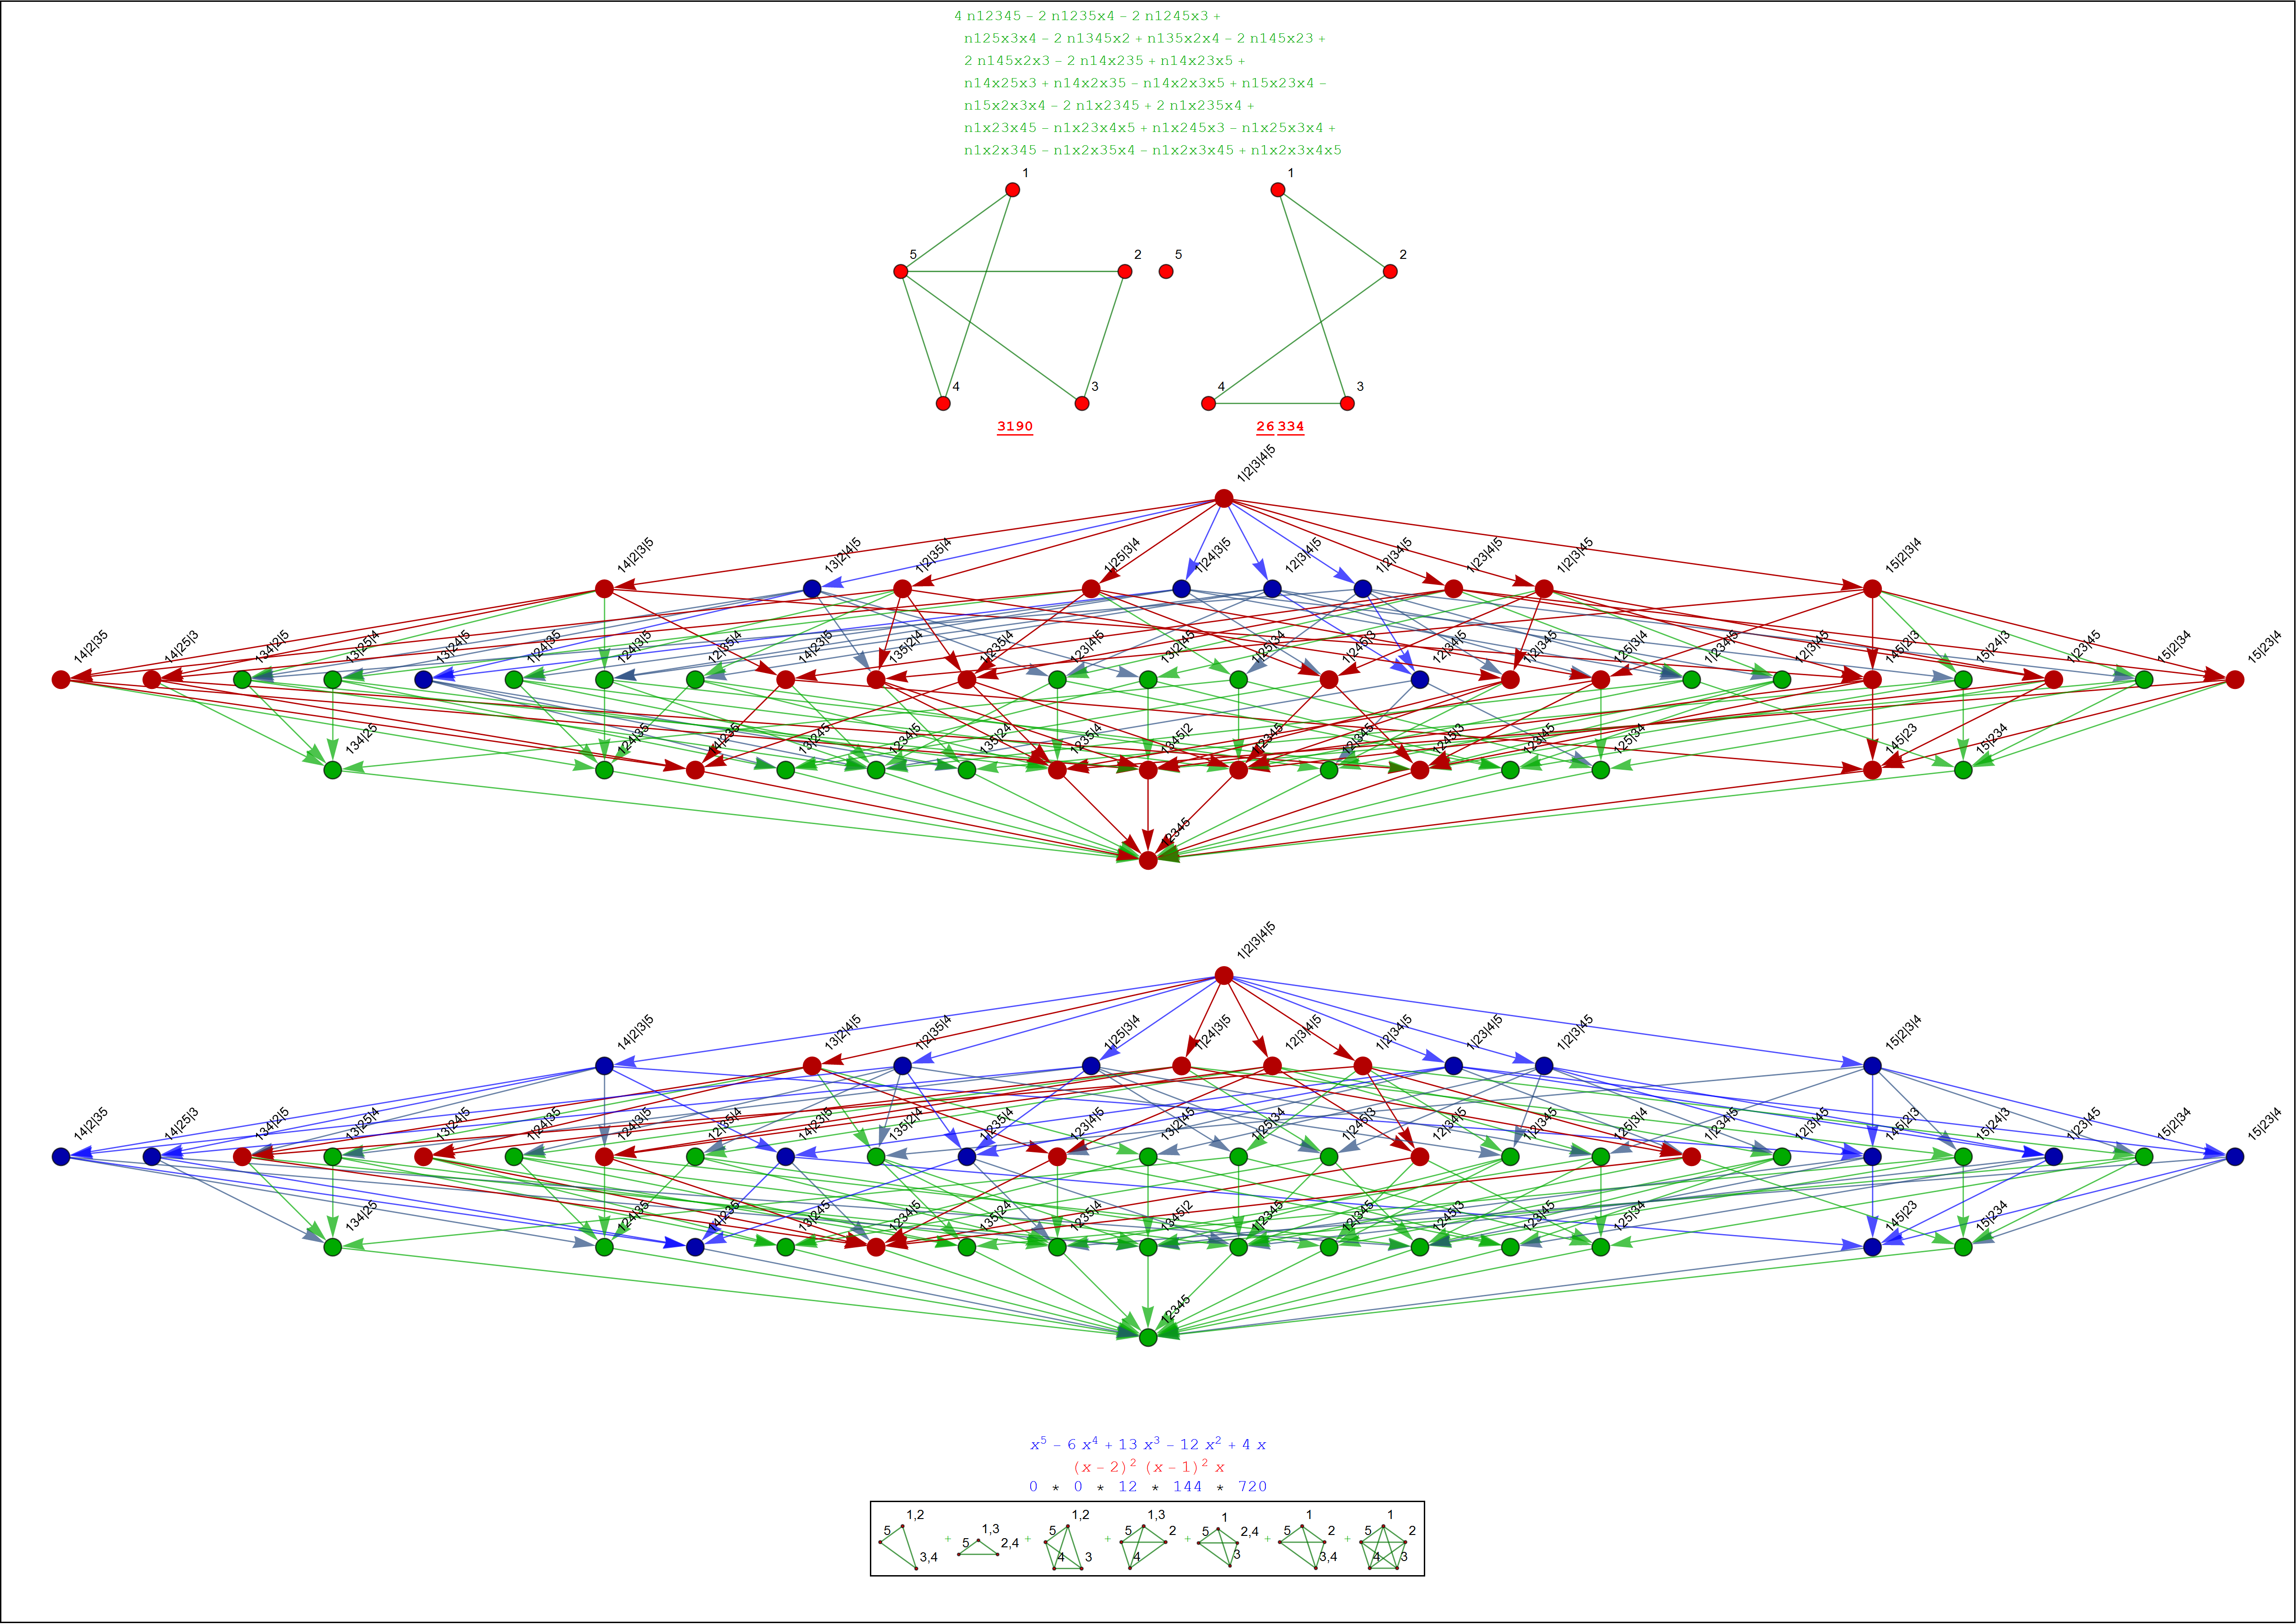 4 n12345 − 2 n1235x4 − 2 n1245x3 +
n125x3x4 − 2 n1345x2 + n135x2x4 − 2 n145x23 +
2 n145x2x3 − 2 n14x235 + n14x23x5 +
n14x25x3 + n14x2x35 − n14x2x3x5 + n15x23x4 −
n15x2x3x4 − 2 n1x2345 + 2 n1x235x4 +
n1x23x45 − n1x23x4x5 + n1x245x3 − n1x25x3x4 +
n1x2x345 − n1x2x35x4 − n1x2x3x45 + n1x2x3x4x5
1 1
5 2 5 2
4 3 4 3
3190 26334
1|2|3|4|5
14|2|3|5 13|2|4|5 1|2|35|4 1|25|3|4 1|24|3|5 12|3|4|5 1|2|34|5 1|23|4|5 1|2|3|45 15|2|3|4
14|2|35 14|25|3 134|2|5 13|25|4 13|24|5 1|24|35 124|3|5 12|35|4 14|23|5 135|2|4 1|235|4 123|4|5 13|2|45 1|25|34 1|245|3 12|34|5 1|2|345 125|3|4 1|234|5 12|3|45 145|2|3 15|24|3 1|23|45 15|2|34 15|23|4
134|25 124|35 14|235 13|245 1234|5 135|24 1235|4 1345|2 1|2345 12|345 1245|3 123|45 125|34 145|23 15|234
12345
1|2|3|4|5
14|2|3|5 13|2|4|5 1|2|35|4 1|25|3|4 1|24|3|5 12|3|4|5 1|2|34|5 1|23|4|5 1|2|3|45 15|2|3|4
14|2|35 14|25|3 134|2|5 13|25|4 13|24|5 1|24|35 124|3|5 12|35|4 14|23|5 135|2|4 1|235|4 123|4|5 13|2|45 1|25|34 1|245|3 12|34|5 1|2|345 125|3|4 1|234|5 12|3|45 145|2|3 15|24|3 1|23|45 15|2|34 15|23|4
134|25 124|35 14|235 13|245 1234|5 135|24 1235|4 1345|2 1|2345 12|345 1245|3 123|45 125|34 145|23 15|234
12345
x⁵ − 6 x⁴ + 13 x³ − 12 x² + 4 x
(x − 2)² (x − 1)² x
0 * 0 * 12 * 144 * 720
1,2 1,2 1,3 1 1 1
5 1,3 5 5 2 5 2,4 5 2 5 2
+ 5 2,4 + + + + +
3,4 4 3 4 3 3,4 4 3